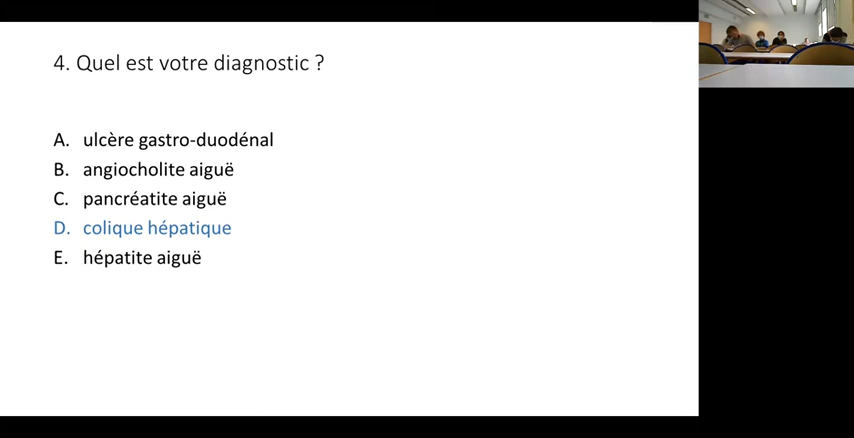 4. Quel est votre diagnostic ?
A. ulcère gastro-duodénal
B. angiocholite aiguë
C. pancréatite aiguë
D. colique hépatique
E. hépatite aiguë